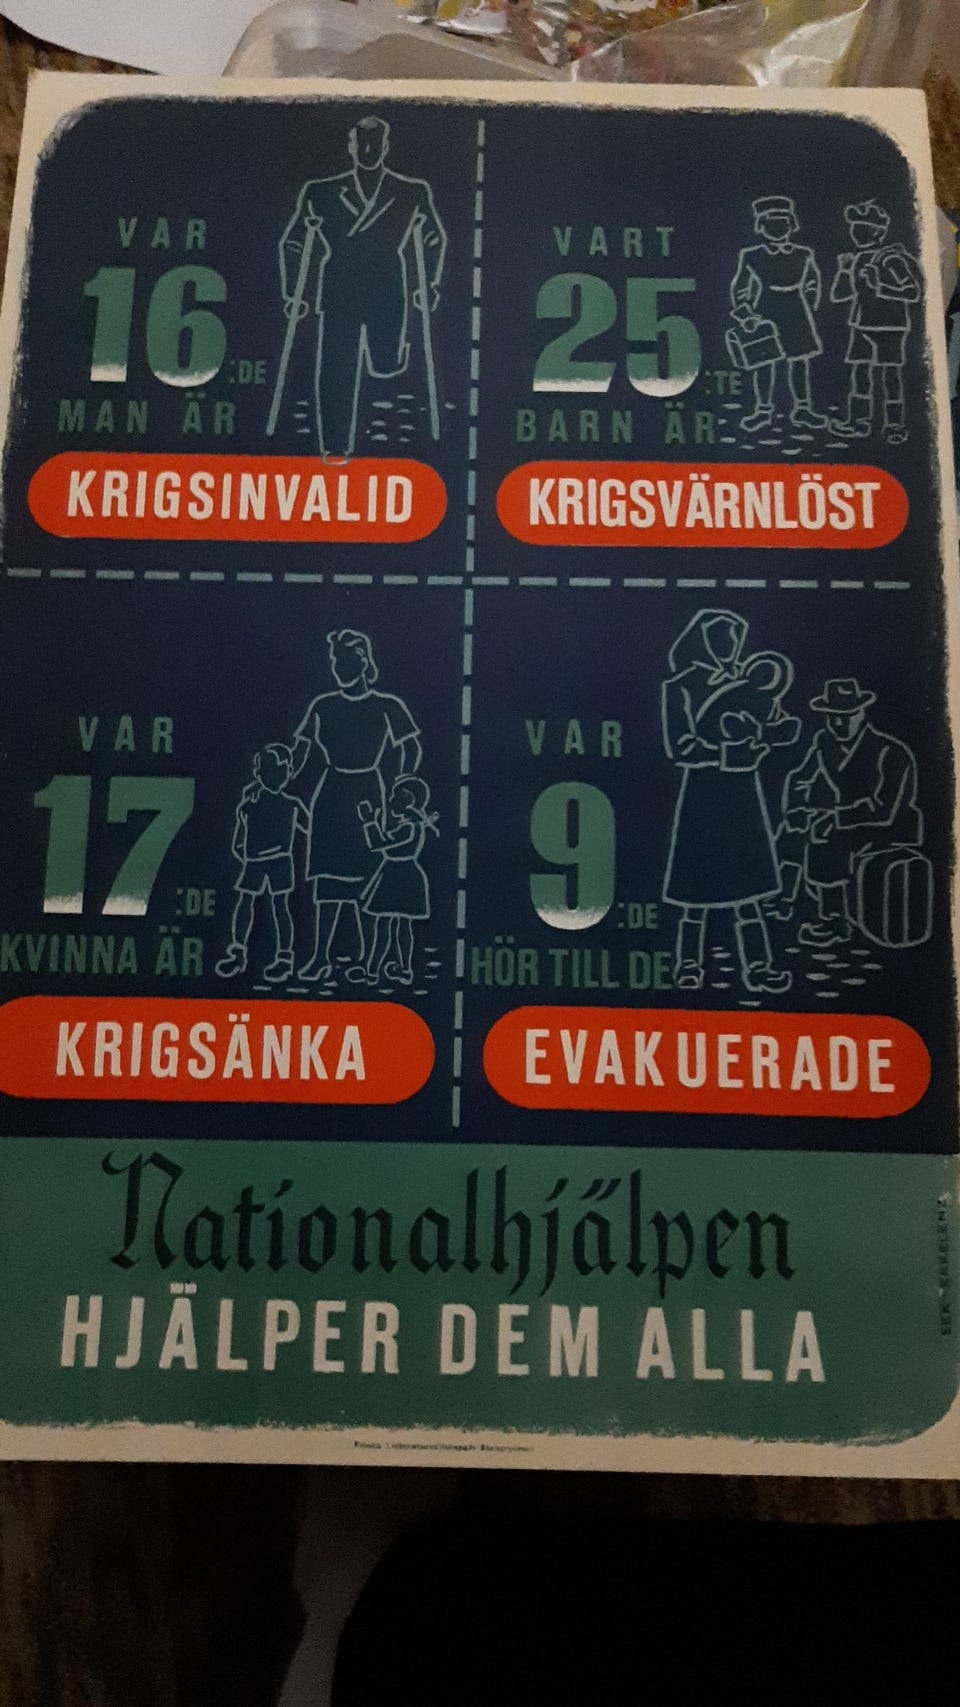 VAR
16:DE
MAN ÄR
KRIGSINVALID
VART
25:TE
BARN ÄR
KRIGSVÄRNLÖST
VAR
17:DE
KVINNA ÄR
KRIGSÄNKA
VAR
9:DE
HÖR TILL DE
EVAKUERADE
Nationalhjälpen
HJÄLPER DEM ALLA